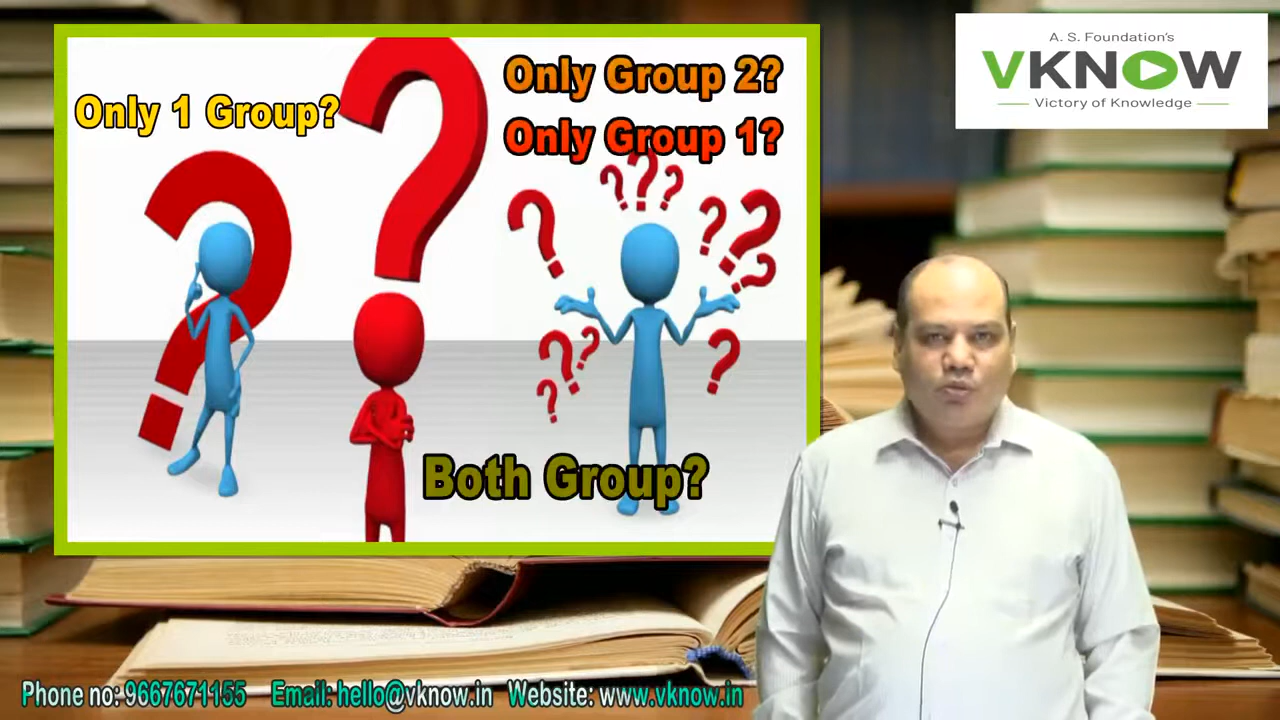 Only 1 Group?
Only Group 2?
Only Group 1?
Both Group?
A. S. Foundation's
VKNOW
Victory of Knowledge
Phone no: 9667671155 Email: hello@vknow.in Website: www.vknow.in